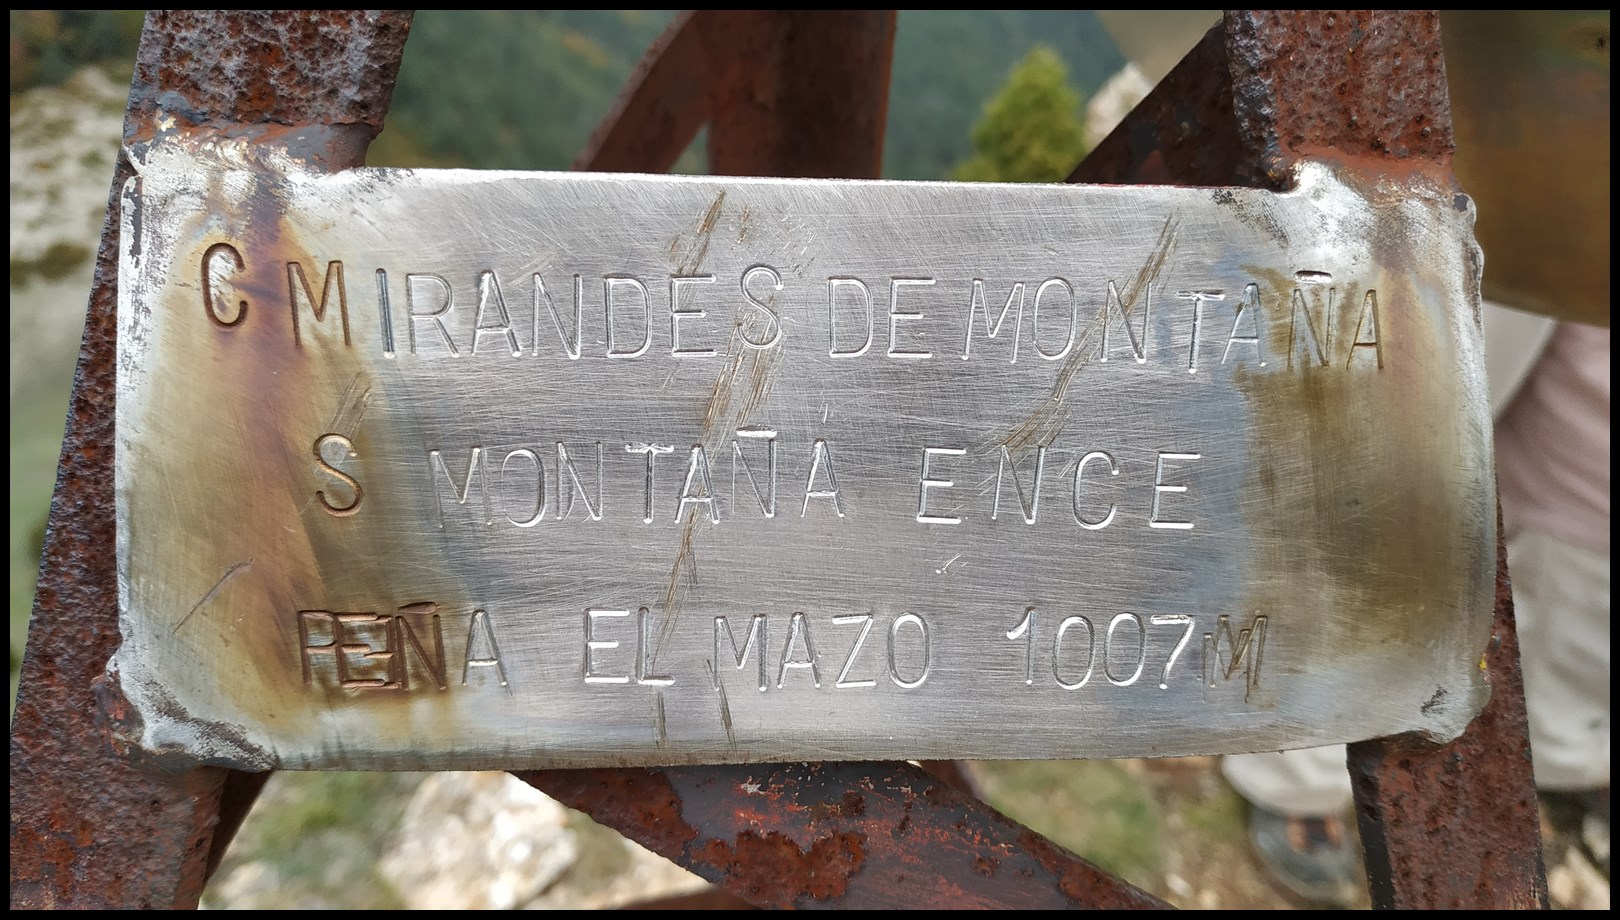 C MIRANDES DE MONTAÑA
S MONTAÑA ENCE
PEÑA EL MAZO 1007M